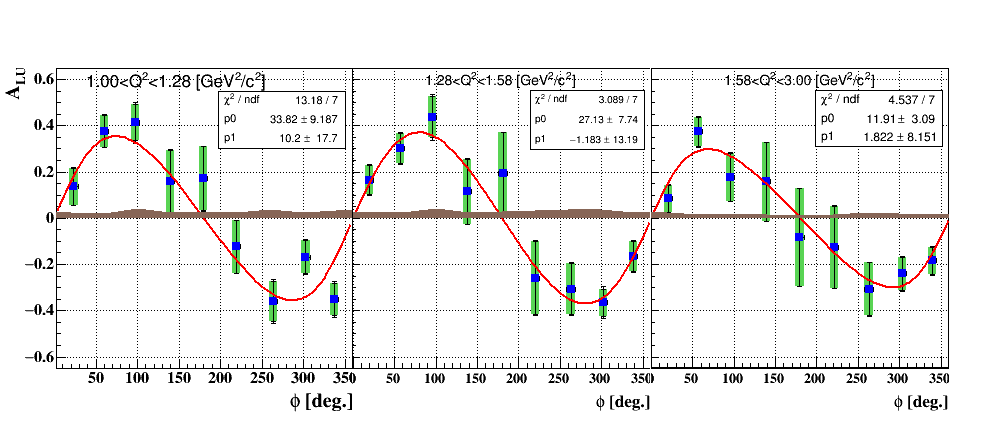 1.00<Q²<1.28 [GeV²/c²]
χ² / ndf 13.18 / 7
p0 33.82 ± 9.187
p1 10.2 ± 17.7
1.28<Q²<1.58 [GeV²/c²]
χ² / ndf 3.089 / 7
p0 27.13 ± 7.74
p1 −1.183 ± 13.19
1.58<Q²<3.00 [GeV²/c²]
χ² / ndf 4.537 / 7
p0 11.91 ± 3.09
p1 1.822 ± 8.151
A_LU
0.6
0.4
0.2
0
−0.2
−0.4
−0.6
50 100 150 200 250 300 350
50 100 150 200 250 300 350
50 100 150 200 250 300 350
ϕ [deg.]
ϕ [deg.]
ϕ [deg.]